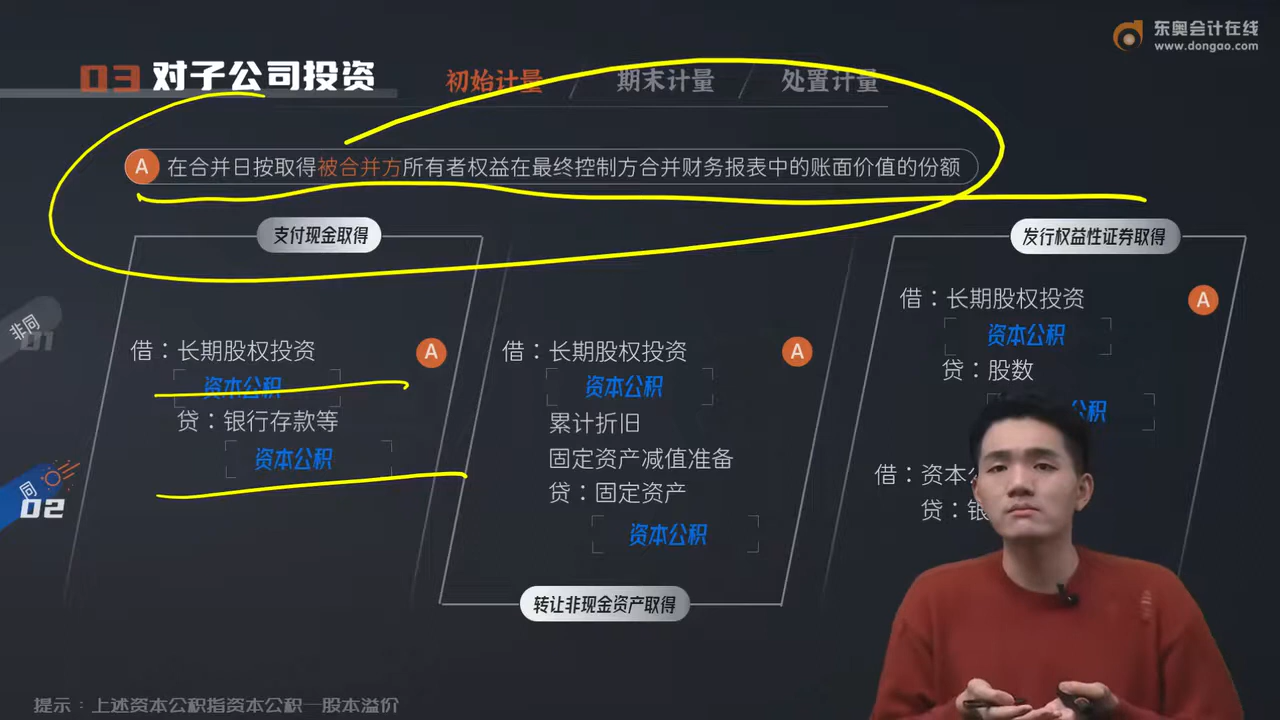 东奥会计在线
www.dongao.com
03 对子公司投资
初始计量 / 期末计量 / 处置计量
A 在合并日按取得被合并方所有者权益在最终控制方合并财务报表中的账面价值的份额
支付现金取得
借：长期股权投资 A
资本公积
贷：银行存款等
资本公积
借：长期股权投资 A
资本公积
累计折旧
固定资产减值准备
贷：固定资产
资本公积
转让非现金资产取得
发行权益性证券取得
借：长期股权投资 A
资本公积
贷：股数
公积
借：资本
贷：银
非同
01
同
02
提示：上述资本公积指资本公积—股本溢价